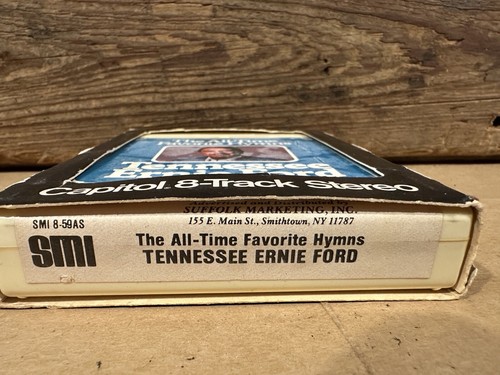 Tennessee
Ernie Ford
Capitol 8-Track Stereo
SUFFOLK MARKETING, INC.
155 E. Main St., Smithtown, NY 11787
SMI 8-59AS
SMI
The All-Time Favorite Hymns
TENNESSEE ERNIE FORD